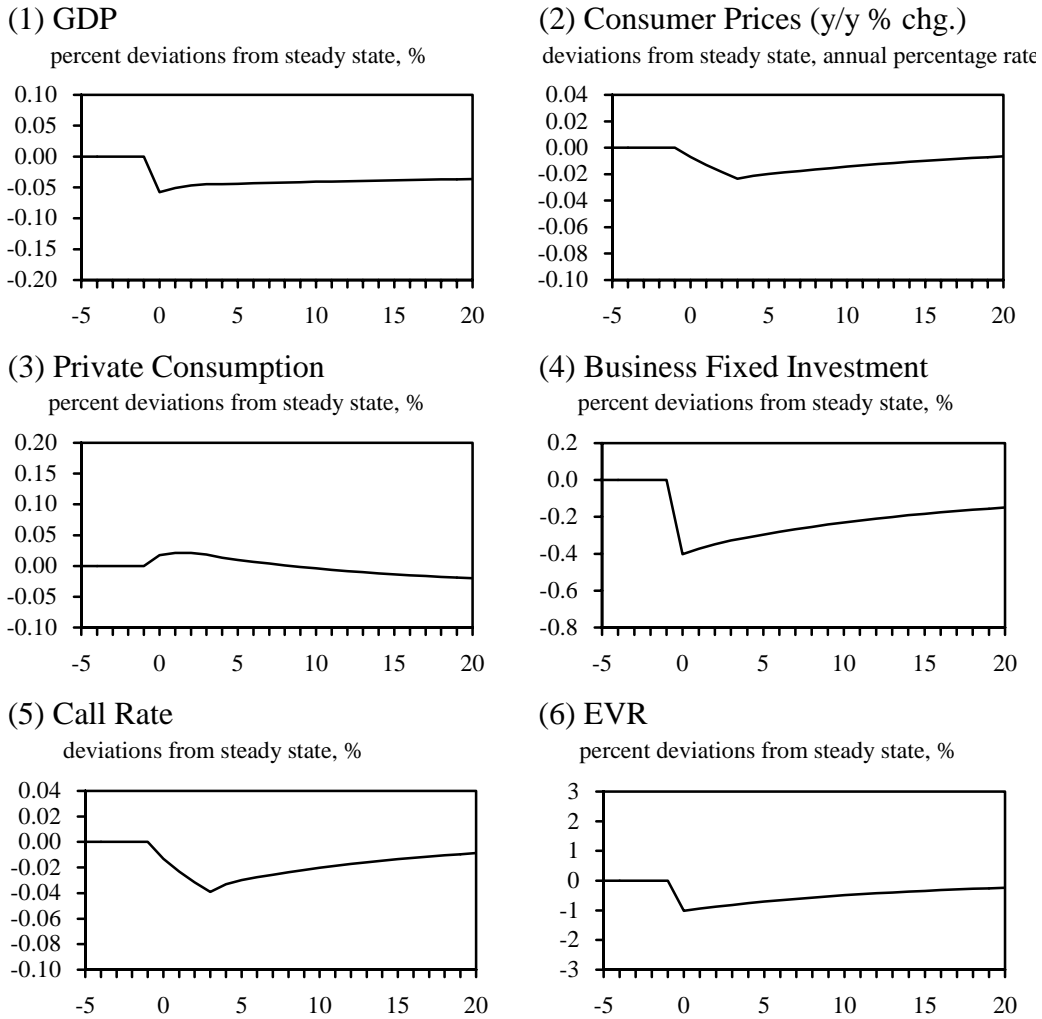 (1) GDP
percent deviations from steady state, %
0.10
0.05
0.00
-0.05
-0.10
-0.15
-0.20
-5 0 5 10 15 20
(2) Consumer Prices (y/y % chg.)
deviations from steady state, annual percentage rate
0.04
0.02
0.00
-0.02
-0.04
-0.06
-0.08
-0.10
-5 0 5 10 15 20
(3) Private Consumption
percent deviations from steady state, %
0.20
0.15
0.10
0.05
0.00
-0.05
-0.10
-5 0 5 10 15 20
(4) Business Fixed Investment
percent deviations from steady state, %
0.2
0.0
-0.2
-0.4
-0.6
-0.8
-5 0 5 10 15 20
(5) Call Rate
deviations from steady state, %
0.04
0.02
0.00
-0.02
-0.04
-0.06
-0.08
-0.10
-5 0 5 10 15 20
(6) EVR
percent deviations from steady state, %
3
2
1
0
-1
-2
-3
-5 0 5 10 15 20